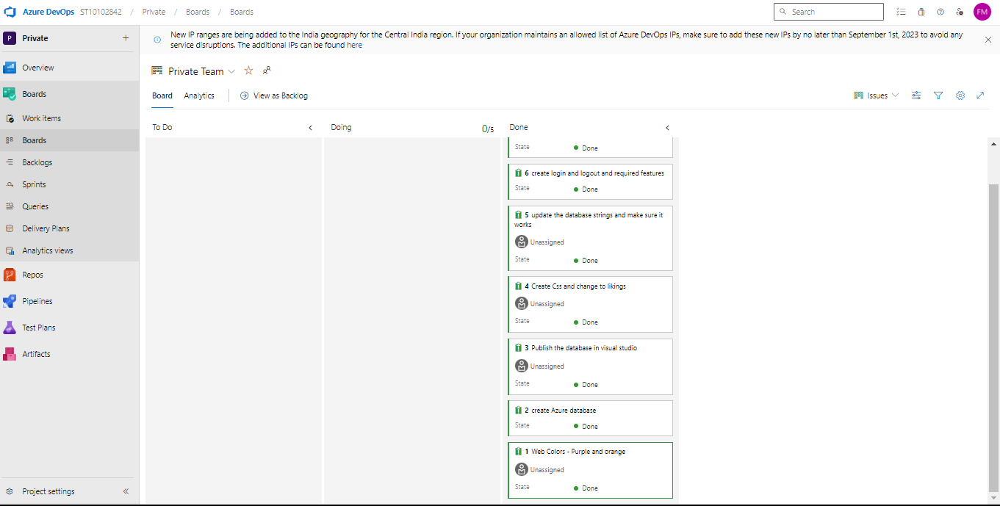 Azure DevOps ST10102842 / Private / Boards / Boards
Search
FM
P Private +
New IP ranges are being added to the India geography for the Central India region. If your organization maintains an allowed list of Azure DevOps IPs, make sure to add these new IPs by no later than September 1st, 2023 to avoid any
service disruptions. The additional IPs can be found here
Overview
Boards
Work items
Boards
Backlogs
Sprints
Queries
Delivery Plans
Analytics views
Repos
Pipelines
Test Plans
Artifacts
Project settings
Private Team
Board Analytics View as Backlog
Issues
To Do
Doing
0/5
Done
State Done
6 create login and logout and required features
State Done
5 update the database strings and make sure it
works
Unassigned
State Done
4 Create Css and change to likings
Unassigned
State Done
3 Publish the database in visual studio
Unassigned
State Done
2 create Azure database
State Done
1 Web Colors - Purple and orange
Unassigned
State Done